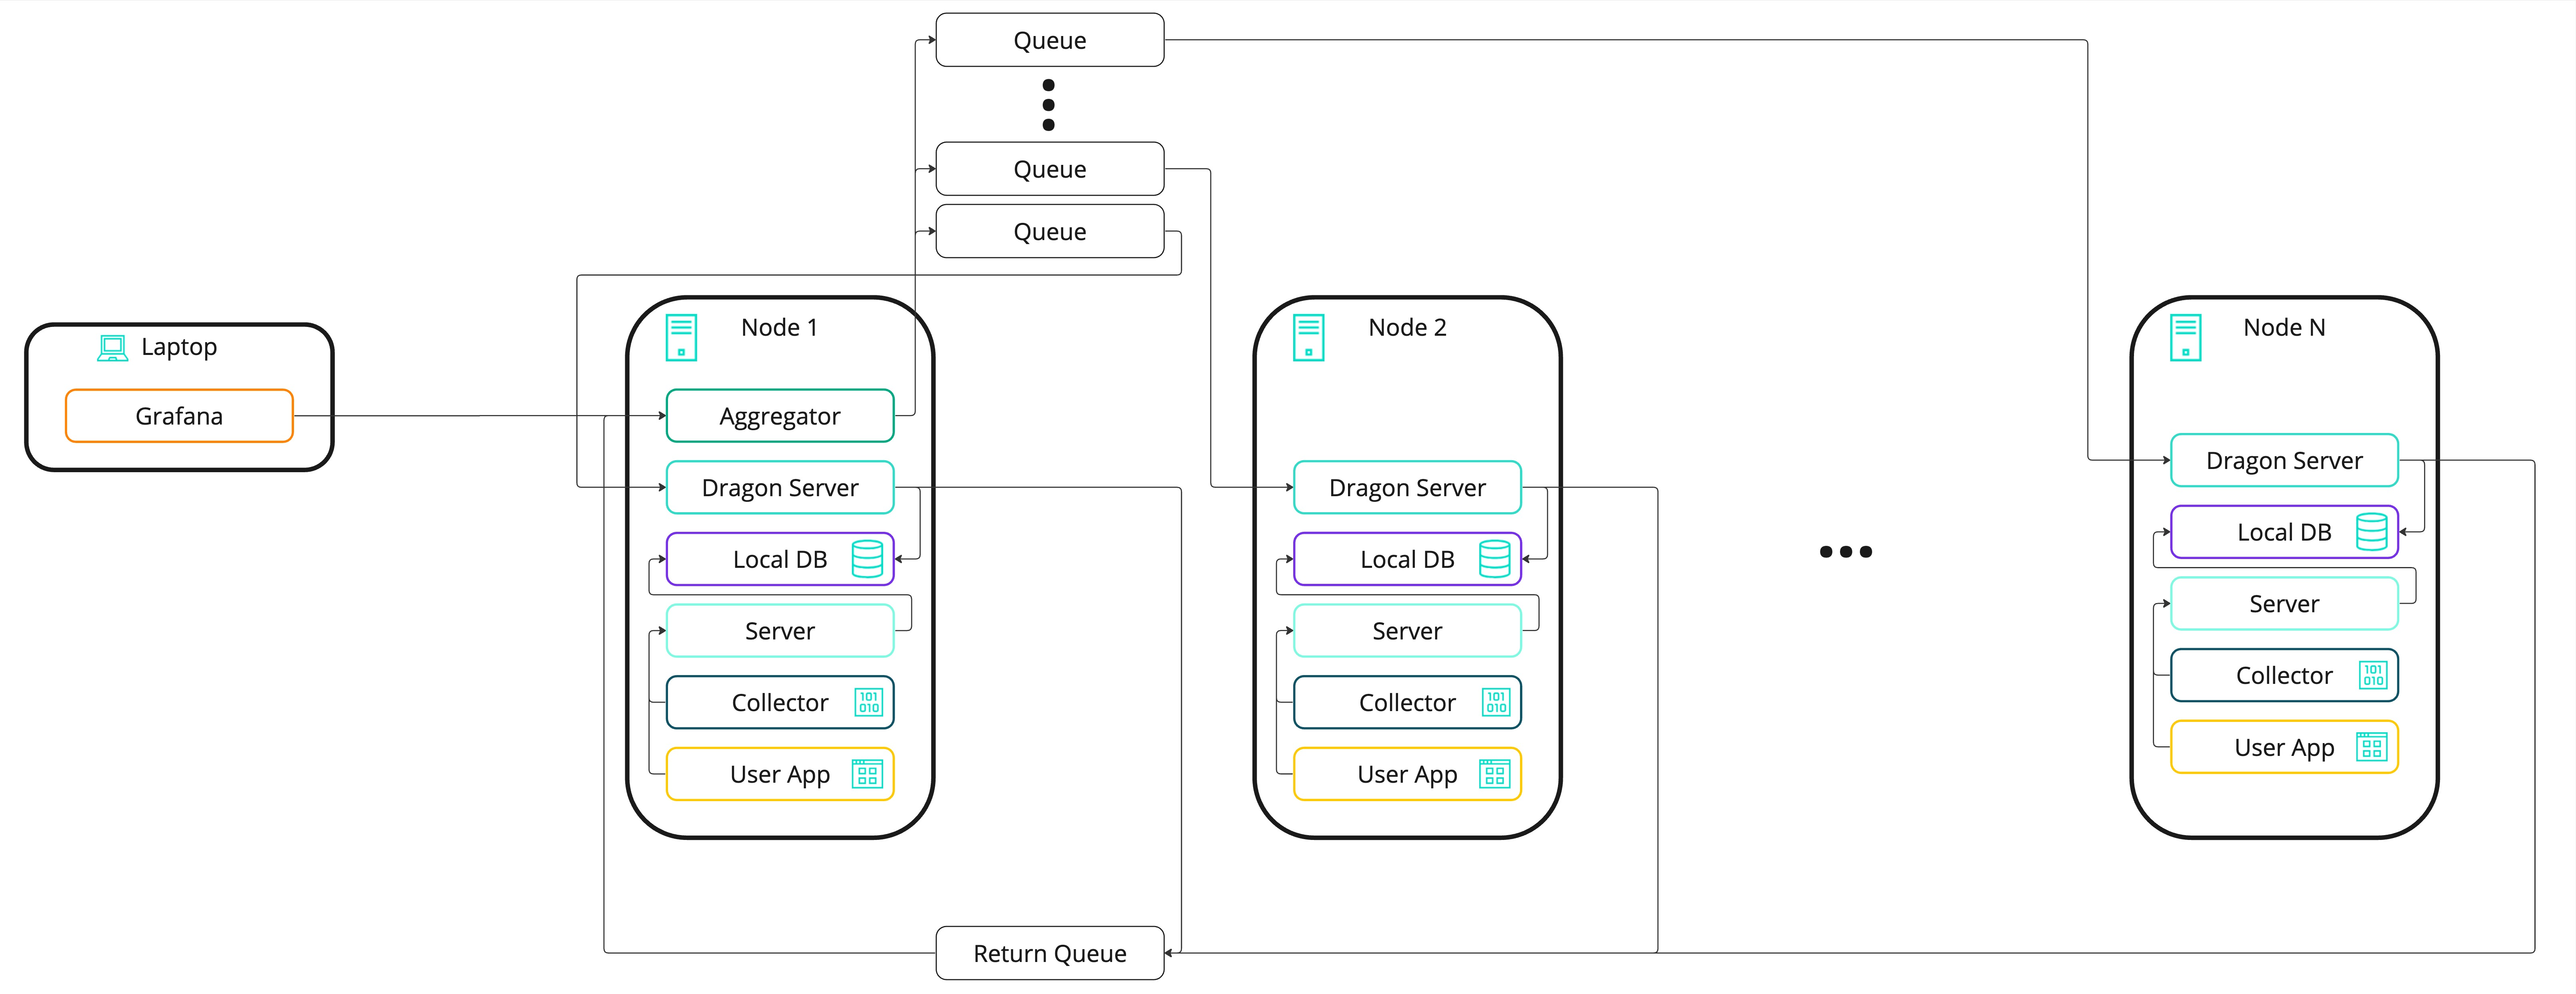 Queue
Queue
Queue
Laptop
Grafana
Node 1
Aggregator
Dragon Server
Local DB
Server
Collector
101
010
User App
Node 2
Dragon Server
Local DB
Server
Collector
101
010
User App
Node N
Dragon Server
Local DB
Server
Collector
101
010
User App
Return Queue